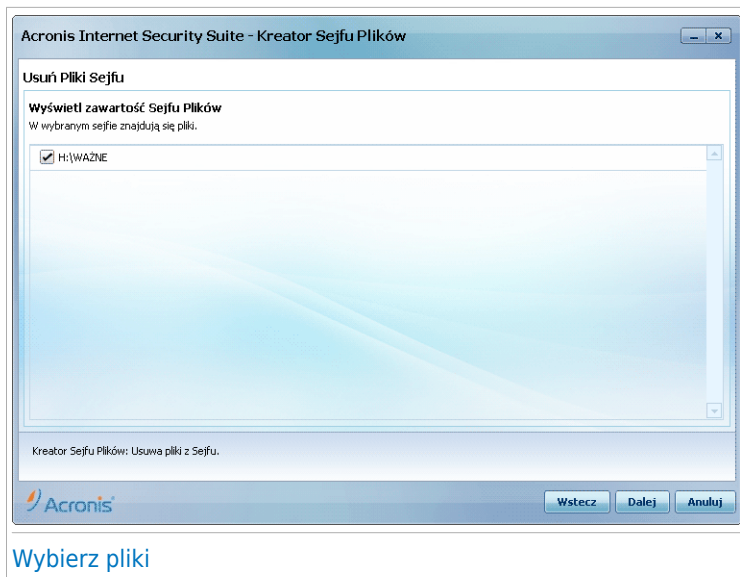 Acronis Internet Security Suite - Kreator Sejfu Plików
Usuń Pliki Sejfu
Wyświetl zawartość Sejfu Plików
W wybranym sejfie znajdują się pliki.
H:\WAŻNE
Kreator Sejfu Plików: Usuwa pliki z Sejfu.
Acronis
Wstecz Dalej Anuluj
Wybierz pliki